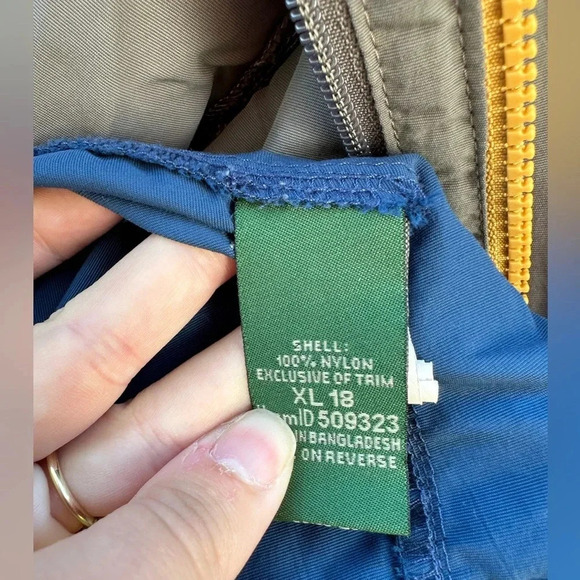 SHELL:
100% NYLON
EXCLUSIVE OF TRIM
XL 18
509323
BANGLADESH
ON REVERSE